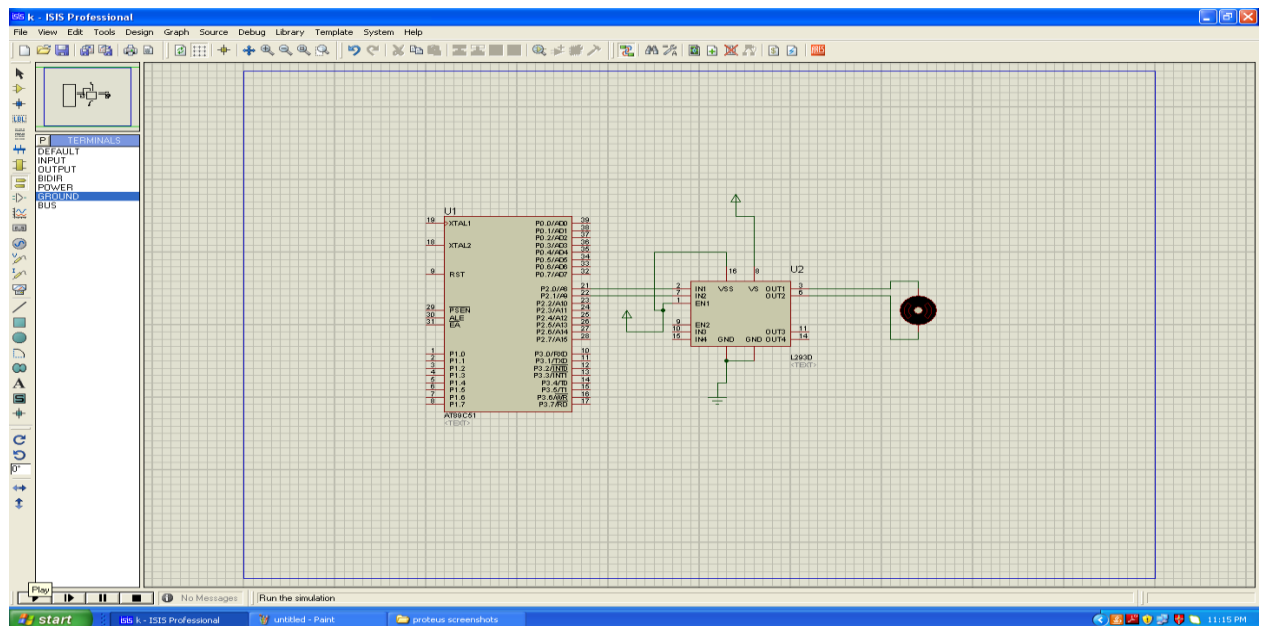 isis k - ISIS Professional
File View Edit Tools Design Graph Source Debug Library Template System Help
LBL
P TERMINALS
DEFAULT
INPUT
OUTPUT
BIDIR
POWER
GROUND
BUS
A
S
0°
U1
19 XTAL1
18 XTAL2
9 RST
29 PSEN
30 ALE
31 EA
1 P1.0
2 P1.1
3 P1.2
4 P1.3
5 P1.4
6 P1.5
7 P1.6
8 P1.7
P0.0/AD0 39
P0.1/AD1 38
P0.2/AD2 37
P0.3/AD3 36
P0.4/AD4 35
P0.5/AD5 34
P0.6/AD6 33
P0.7/AD7 32
P2.0/A8 21
P2.1/A9 22
P2.2/A10 23
P2.3/A11 24
P2.4/A12 25
P2.5/A13 26
P2.6/A14 27
P2.7/A15 28
P3.0/RXD 10
P3.1/TXD 11
P3.2/INT0 12
P3.3/INT1 13
P3.4/T0 14
P3.5/T1 15
P3.6/WR 16
P3.7/RD 17
AT89C51
<TEXT>
U2
16 8
2 IN1 VSS VS OUT1 3
7 IN2 OUT2 6
1 EN1
9 EN2
10 IN3 OUT3 11
15 IN4 GND GND OUT4 14
L293D
<TEXT>
Play
No Messages
Run the simulation
start
isis k - ISIS Professional
untitled - Paint
proteus screenshots
11:15 PM